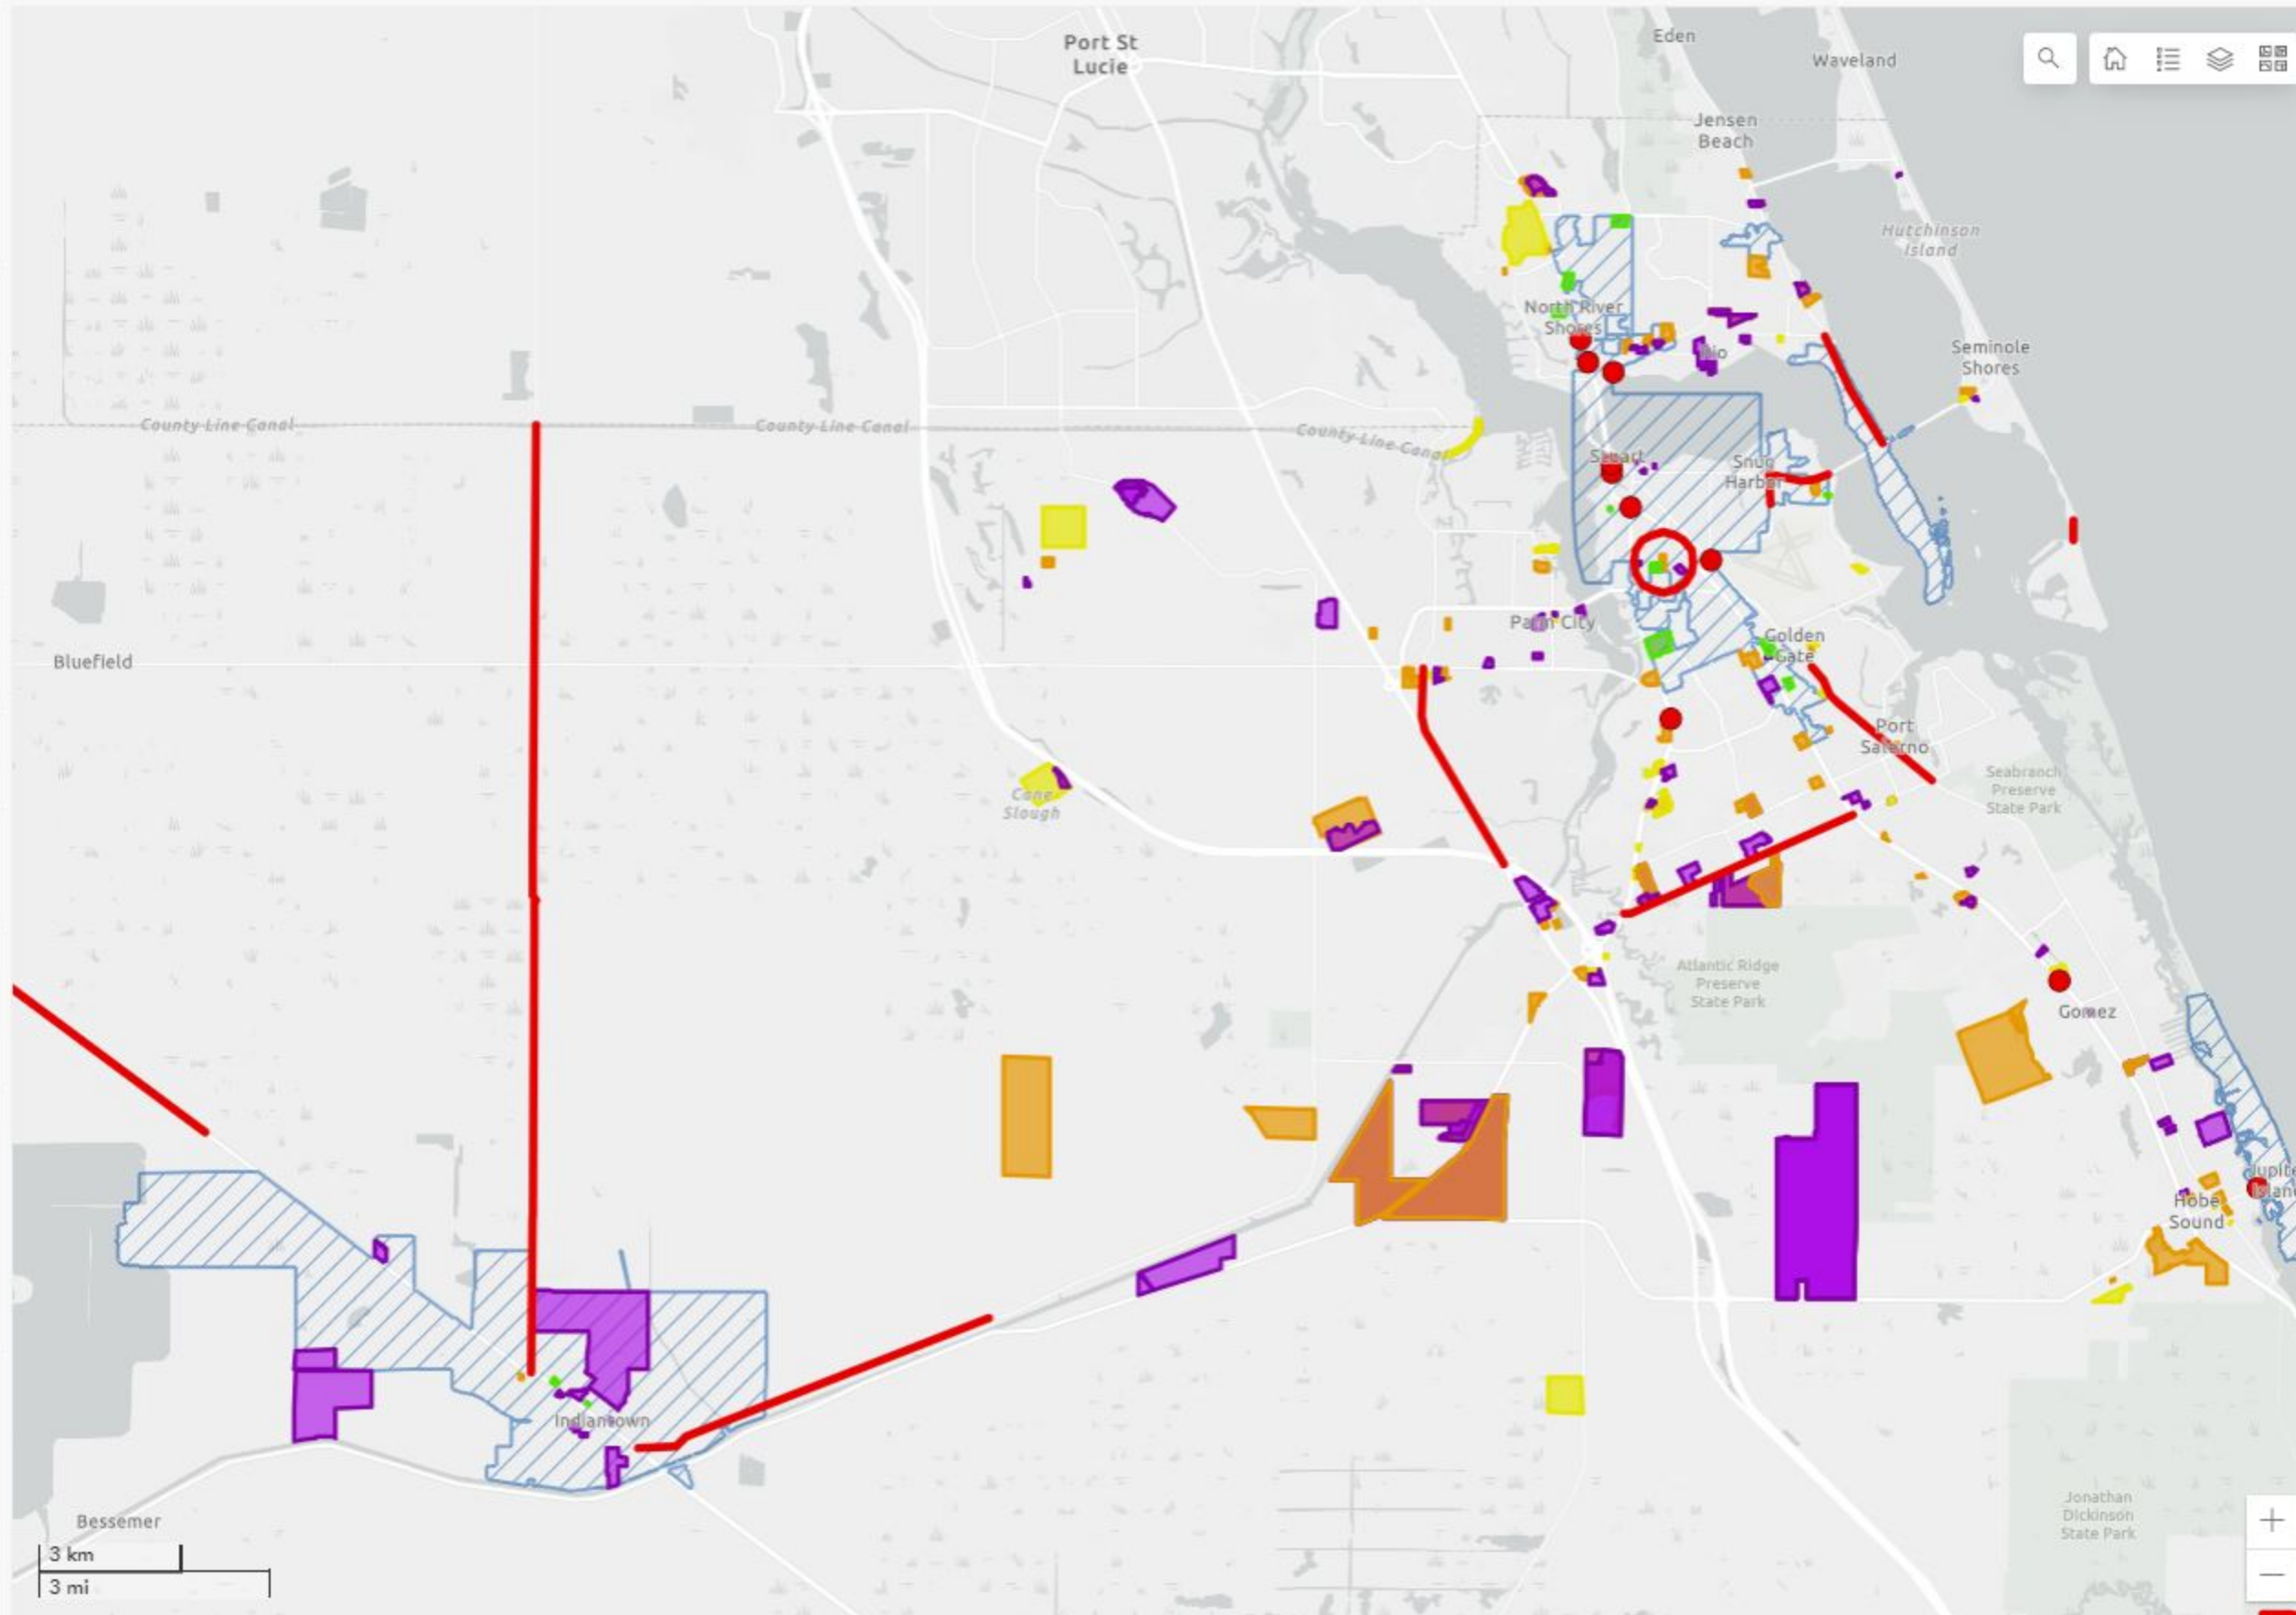 Port St
Lucie
Eden
Waveland
Jensen
Beach
Hutchinson
Island
North River
Shores
Rio
Seminole
Shores
County Line Canal
County Line Canal
County Line Canal
Stuart
Snug
Harbor
Palm City
Golden
Gate
Bluefield
Port
Salerno
Seabranch
Preserve
State Park
Cane
Slough
Atlantic Ridge
Preserve
State Park
Gomez
Jupite
Islan
Hobe
Sound
Indiantown
Jonathan
Dickinson
State Park
Bessemer
3 km
3 mi